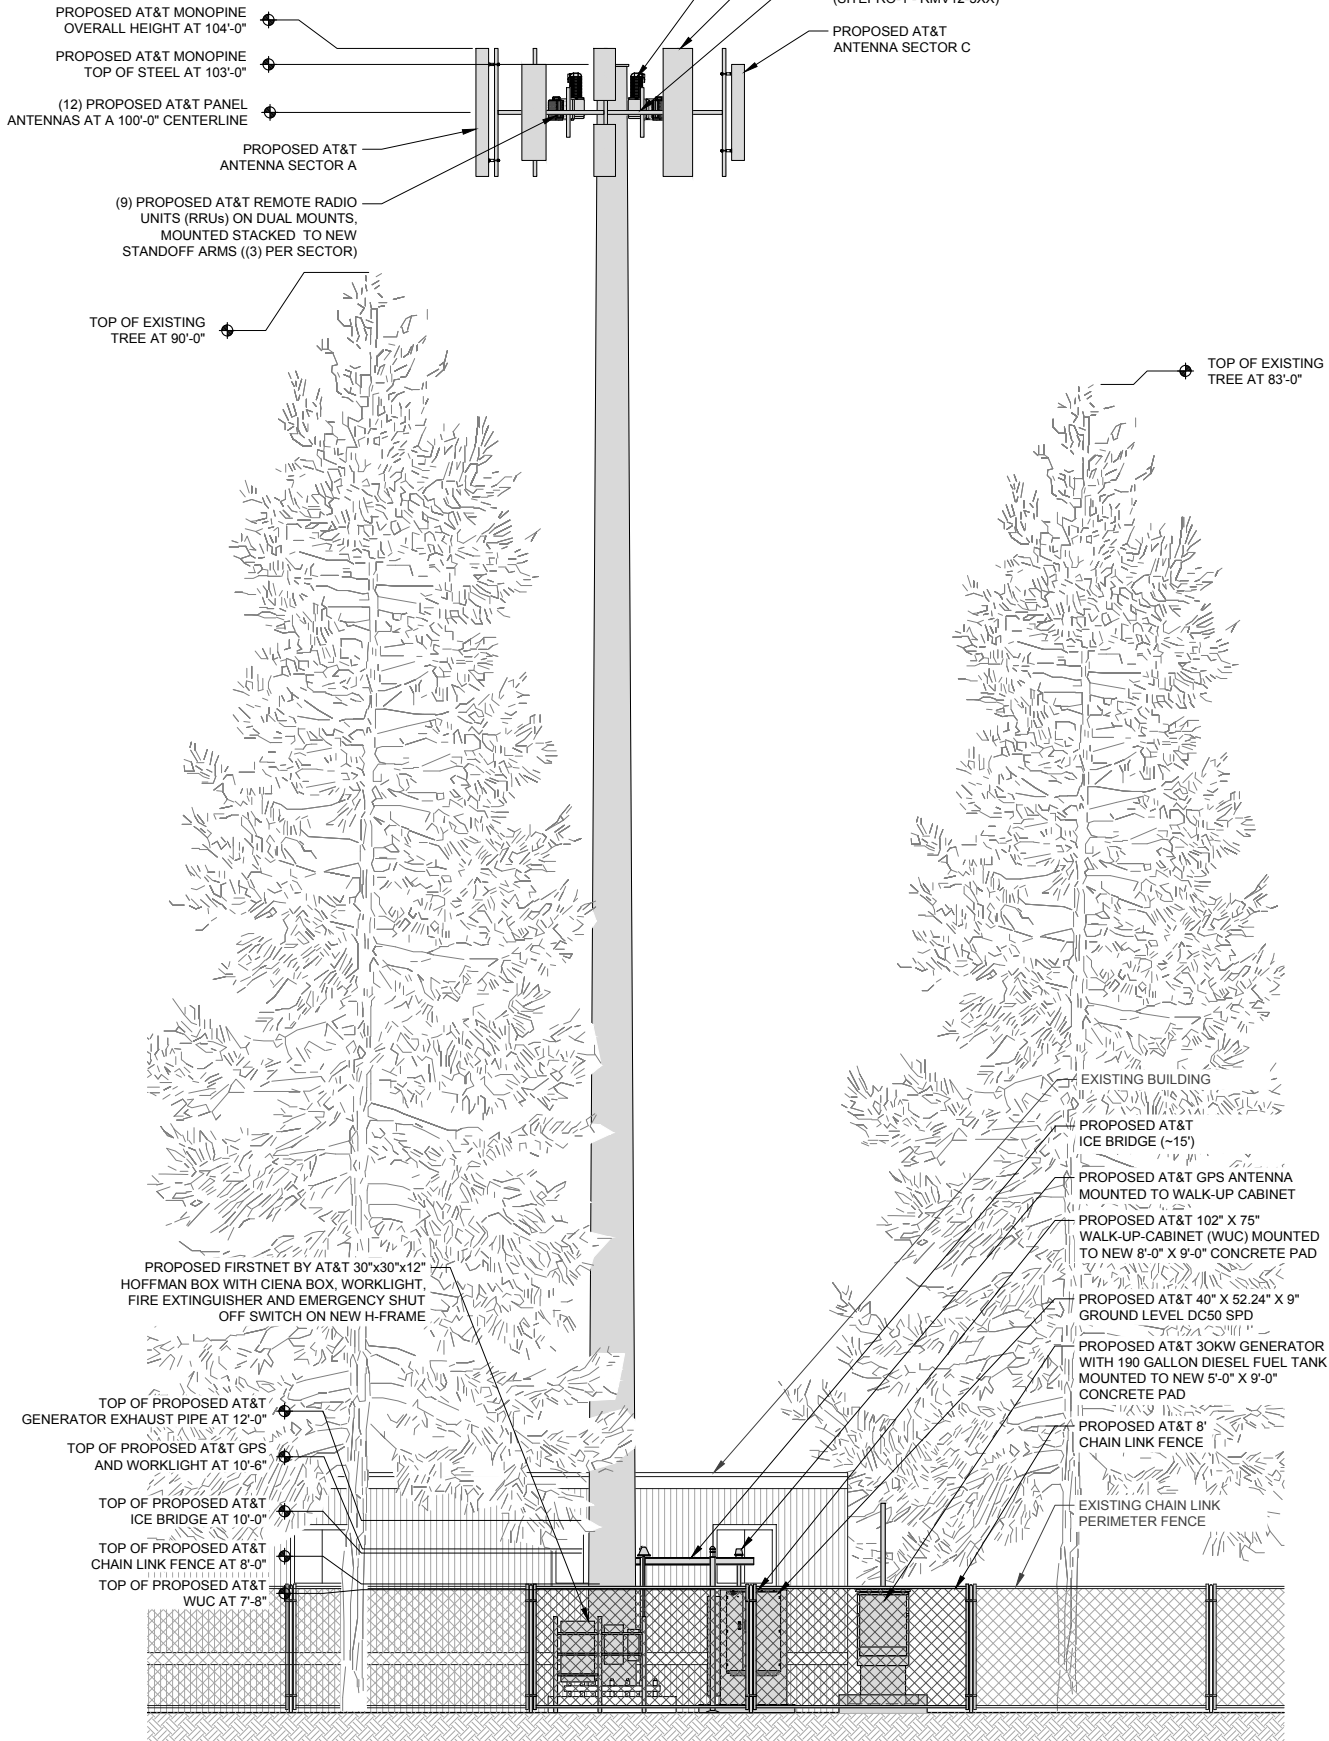 PROPOSED AT&T MONOPINE
OVERALL HEIGHT AT 104'-0"
PROPOSED AT&T MONOPINE
TOP OF STEEL AT 103'-0"
(12) PROPOSED AT&T PANEL
ANTENNAS AT A 100'-0" CENTERLINE
PROPOSED AT&T
ANTENNA SECTOR A
(9) PROPOSED AT&T REMOTE RADIO
UNITS (RRUs) ON DUAL MOUNTS,
MOUNTED STACKED TO NEW
STANDOFF ARMS ((3) PER SECTOR)
PROPOSED AT&T
ANTENNA SECTOR C
TOP OF EXISTING
TREE AT 90'-0"
TOP OF EXISTING
TREE AT 83'-0"
EXISTING BUILDING
PROPOSED AT&T
ICE BRIDGE (~15')
PROPOSED AT&T GPS ANTENNA
MOUNTED TO WALK-UP CABINET
PROPOSED AT&T 102" X 75"
WALK-UP-CABINET (WUC) MOUNTED
TO NEW 8'-0" X 9'-0" CONCRETE PAD
PROPOSED AT&T 40" X 52.24" X 9"
GROUND LEVEL DC50 SPD
PROPOSED AT&T 30KW GENERATOR
WITH 190 GALLON DIESEL FUEL TANK
MOUNTED TO NEW 5'-0" X 9'-0"
CONCRETE PAD
PROPOSED AT&T 8'
CHAIN LINK FENCE
EXISTING CHAIN LINK
PERIMETER FENCE
PROPOSED FIRSTNET BY AT&T 30"x30"x12"
HOFFMAN BOX WITH CIENA BOX, WORKLIGHT,
FIRE EXTINGUISHER AND EMERGENCY SHUT
OFF SWITCH ON NEW H-FRAME
TOP OF PROPOSED AT&T
GENERATOR EXHAUST PIPE AT 12'-0"
TOP OF PROPOSED AT&T GPS
AND WORKLIGHT AT 10'-6"
TOP OF PROPOSED AT&T
ICE BRIDGE AT 10'-0"
TOP OF PROPOSED AT&T
CHAIN LINK FENCE AT 8'-0"
TOP OF PROPOSED AT&T
WUC AT 7'-8"